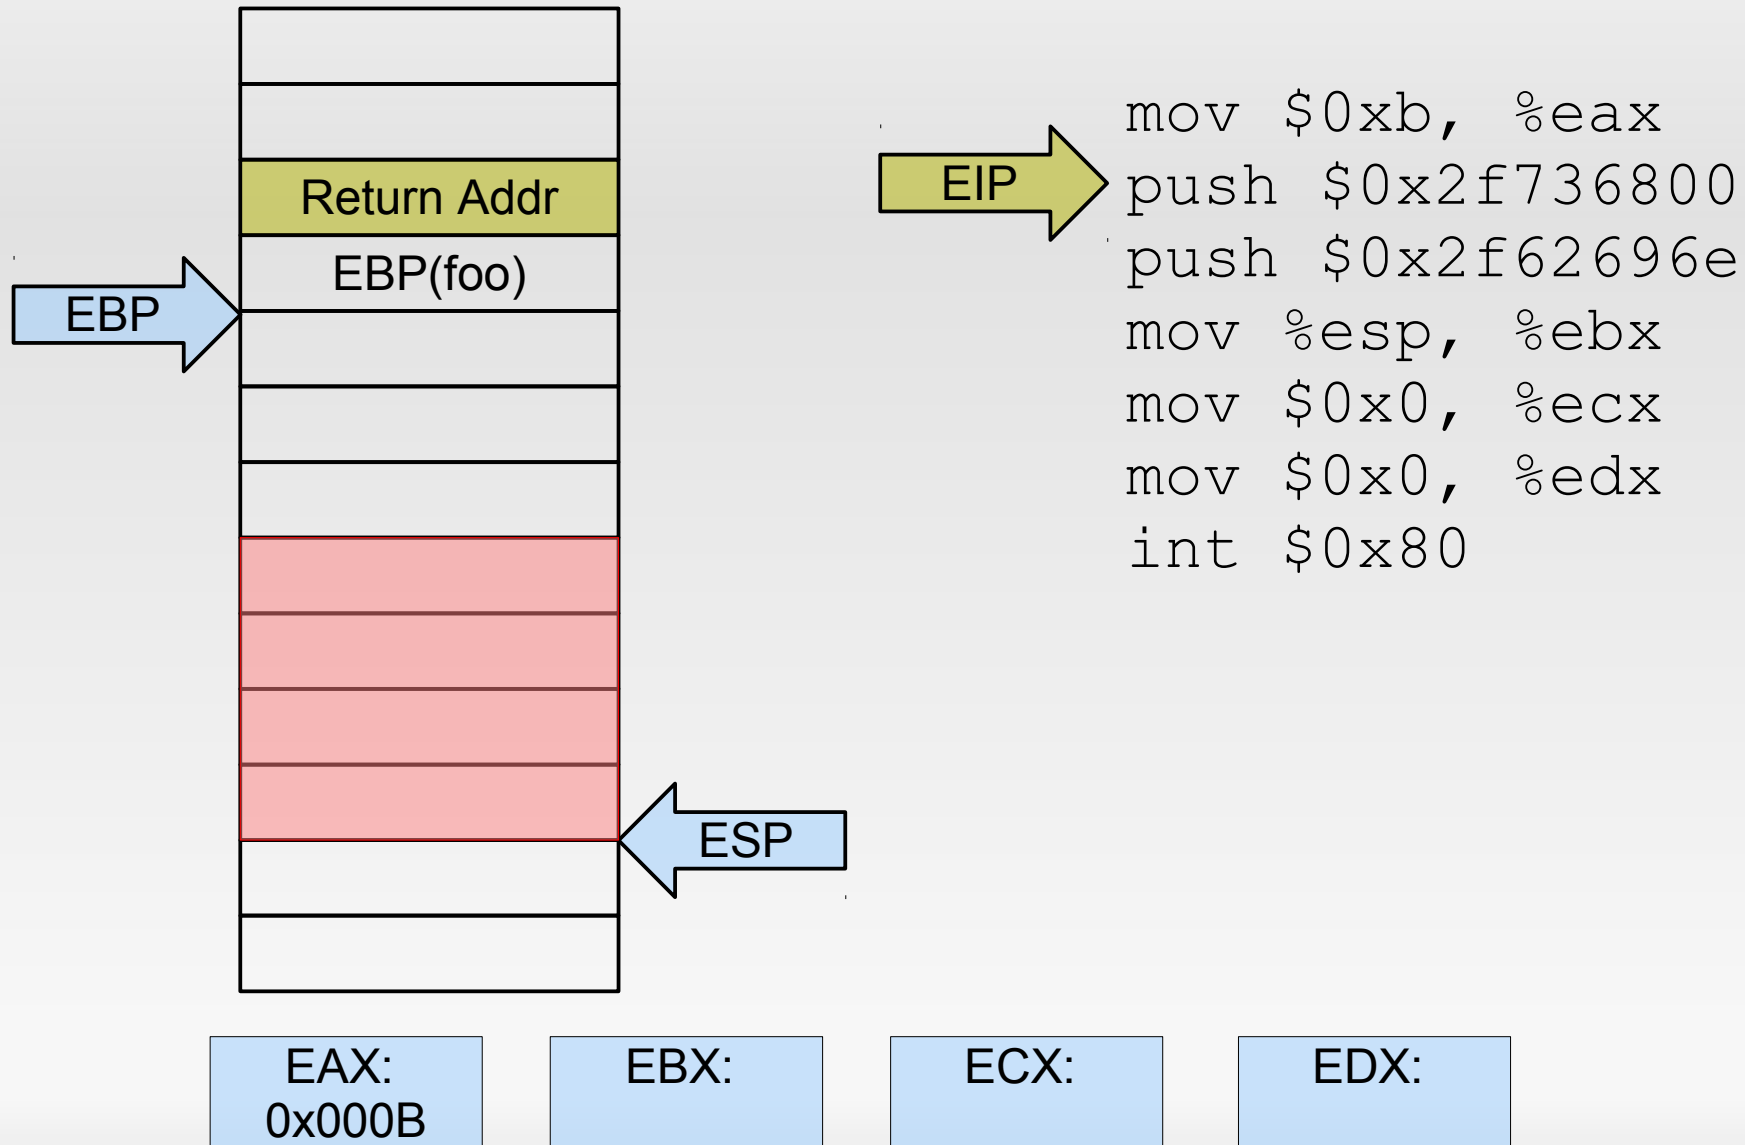 Return Addr
EBP(foo)
EBP
ESP
EIP
mov $0xb, %eax
push $0x2f736800
push $0x2f62696e
mov %esp, %ebx
mov $0x0, %ecx
mov $0x0, %edx
int $0x80
EAX:
0x000B
EBX:
ECX:
EDX: